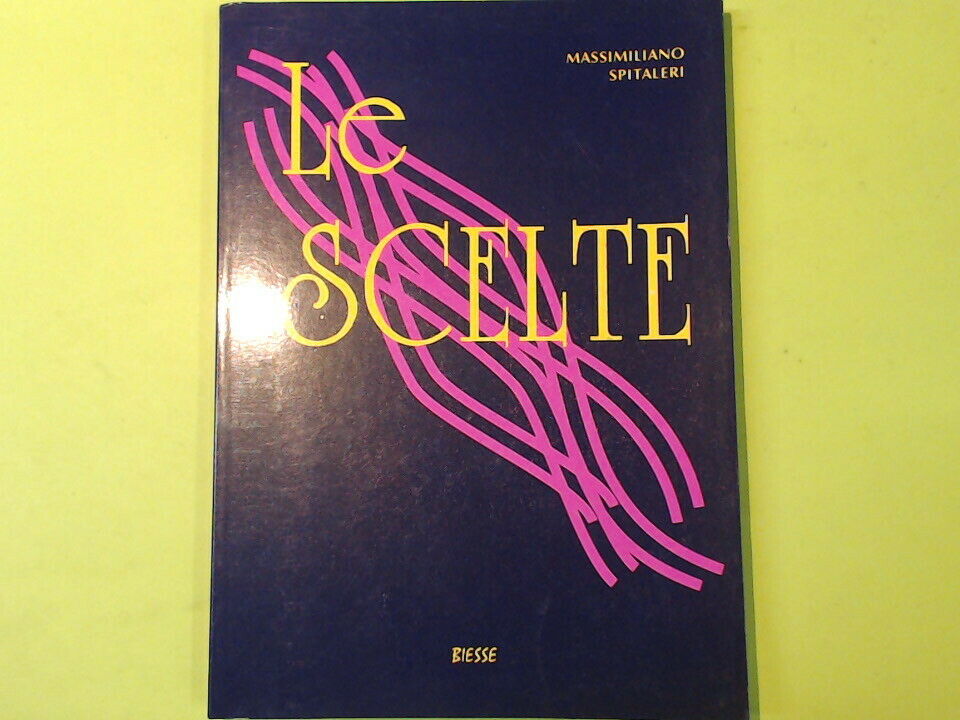 MASSIMILIANO
SPITALERI
Le
SCELTE
BIESSE